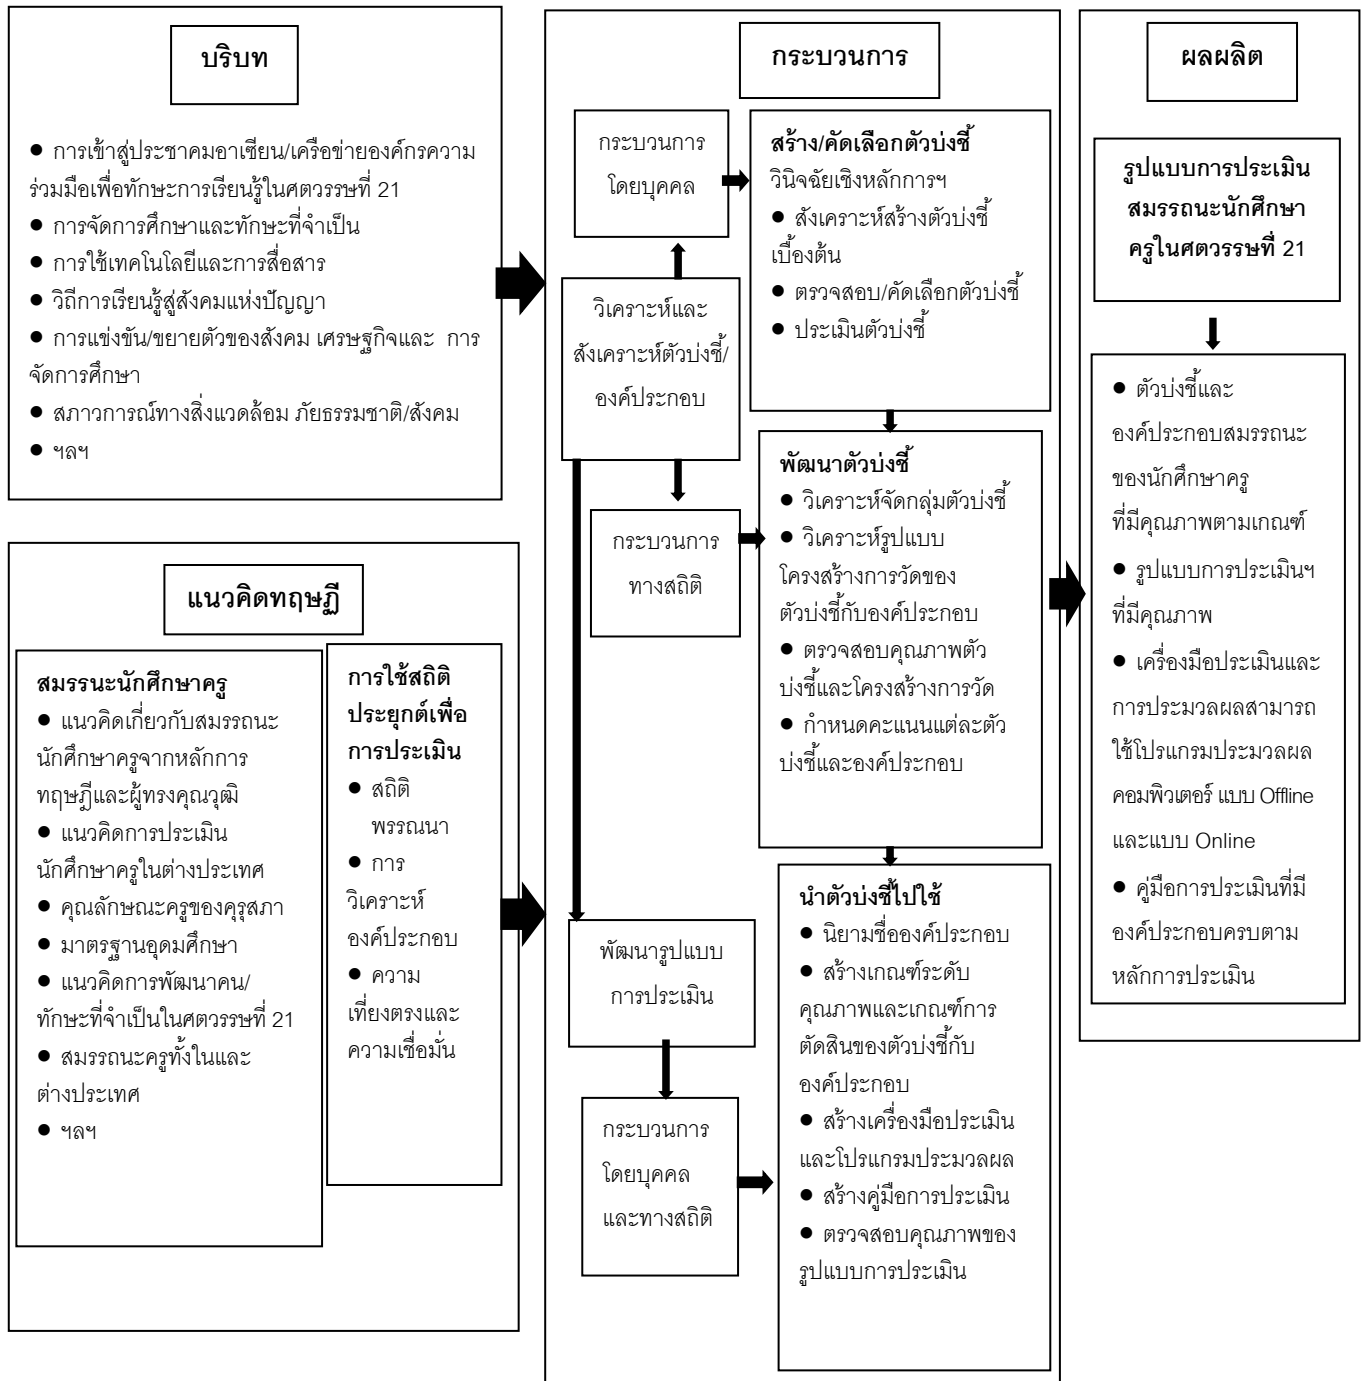 บริบท
● การเข้าสู่ประชาคมอาเซียน/เครือข่ายองค์กรความ
ร่วมมือเพื่อทักษะการเรียนรู้ในศตวรรษที่ 21
● การจัดการศึกษาและทักษะที่จำเป็น
● การใช้เทคโนโลยีและการสื่อสาร
● วิถีการเรียนรู้สู่สังคมแห่งปัญญา
● การแข่งขัน/ขยายตัวของสังคม เศรษฐกิจและ การ
จัดการศึกษา
● สภาวการณ์ทางสิ่งแวดล้อม ภัยธรรมชาติ/สังคม
● ฯลฯ
แนวคิดทฤษฎี
สมรรนะนักศึกษาครู
● แนวคิดเกี่ยวกับสมรรถนะ
นักศึกษาครูจากหลักการ
ทฤษฎีและผู้ทรงคุณวุฒิ
● แนวคิดการประเมิน
นักศึกษาครูในต่างประเทศ
● คุณลักษณะครูของคุรุสภา
● มาตรฐานอุดมศึกษา
● แนวคิดการพัฒนาคน/
ทักษะที่จำเป็นในศตวรรษที่ 21
● สมรรถนะครูทั้งในและ
ต่างประเทศ
● ฯลฯ
การใช้สถิติ
ประยุกต์เพื่อ
การประเมิน
● สถิติ
พรรณนา
● การ
วิเคราะห์
องค์ประกอบ
● ความ
เที่ยงตรงและ
ความเชื่อมั่น
กระบวนการ
กระบวนการ
โดยบุคคล
วิเคราะห์และ
สังเคราะห์ตัวบ่งชี้/
องค์ประกอบ
กระบวนการ
ทางสถิติ
พัฒนารูปแบบ
การประเมิน
กระบวนการ
โดยบุคคล
และทางสถิติ
สร้าง/คัดเลือกตัวบ่งชี้
วินิจฉัยเชิงหลักการฯ
● สังเคราะห์สร้างตัวบ่งชี้
เบื้องต้น
● ตรวจสอบ/คัดเลือกตัวบ่งชี้
● ประเมินตัวบ่งชี้
พัฒนาตัวบ่งชี้
● วิเคราะห์จัดกลุ่มตัวบ่งชี้
● วิเคราะห์รูปแบบ
โครงสร้างการวัดของ
ตัวบ่งชี้กับองค์ประกอบ
● ตรวจสอบคุณภาพตัว
บ่งชี้และโครงสร้างการวัด
● กำหนดคะแนนแต่ละตัว
บ่งชี้และองค์ประกอบ
นำตัวบ่งชี้ไปใช้
● นิยามชื่อองค์ประกอบ
● สร้างเกณฑ์ระดับ
คุณภาพและเกณฑ์การ
ตัดสินของตัวบ่งชี้กับ
องค์ประกอบ
● สร้างเครื่องมือประเมิน
และโปรแกรมประมวลผล
● สร้างคู่มือการประเมิน
● ตรวจสอบคุณภาพของ
รูปแบบการประเมิน
ผลผลิต
รูปแบบการประเมิน
สมรรถนะนักศึกษา
ครูในศตวรรษที่ 21
● ตัวบ่งชี้และ
องค์ประกอบสมรรถนะ
ของนักศึกษาครู
ที่มีคุณภาพตามเกณฑ์
● รูปแบบการประเมินฯ
ที่มีคุณภาพ
● เครื่องมือประเมินและ
การประมวลผลสามารถ
ใช้โปรแกรมประมวลผล
คอมพิวเตอร์ แบบ Offline
และแบบ Online
● คู่มือการประเมินที่มี
องค์ประกอบครบตาม
หลักการประเมิน